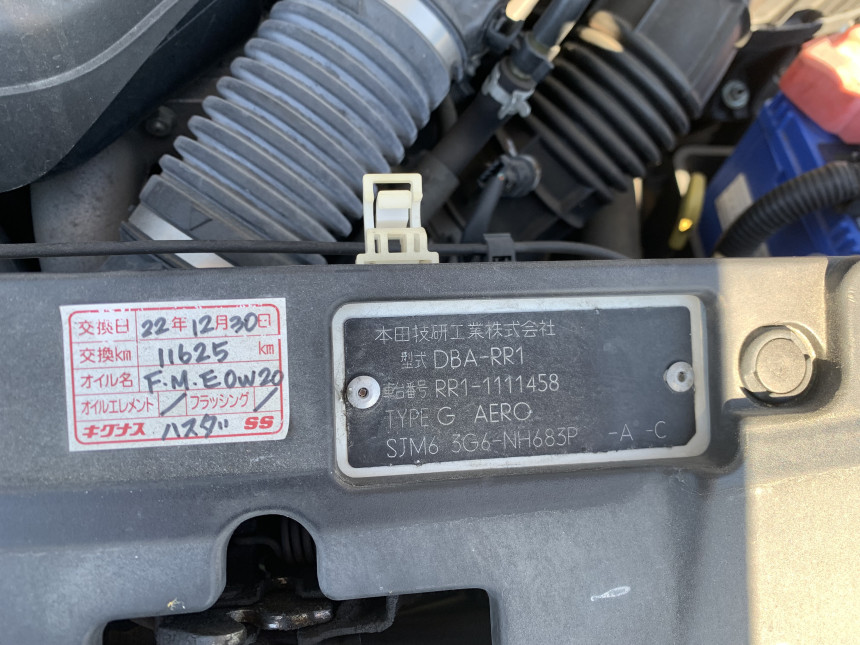 交換日 22年12月30日
交換km 11625 km
オイル名 F.M.E0W20
オイルエレメント / フラッシング /
キグナス ハスダ SS
本田技研工業株式会社
型式 DBA-RR1
車台番号 RR1-1111458
TYPE G AERO
SJM6 3G6-NH683P -A -C